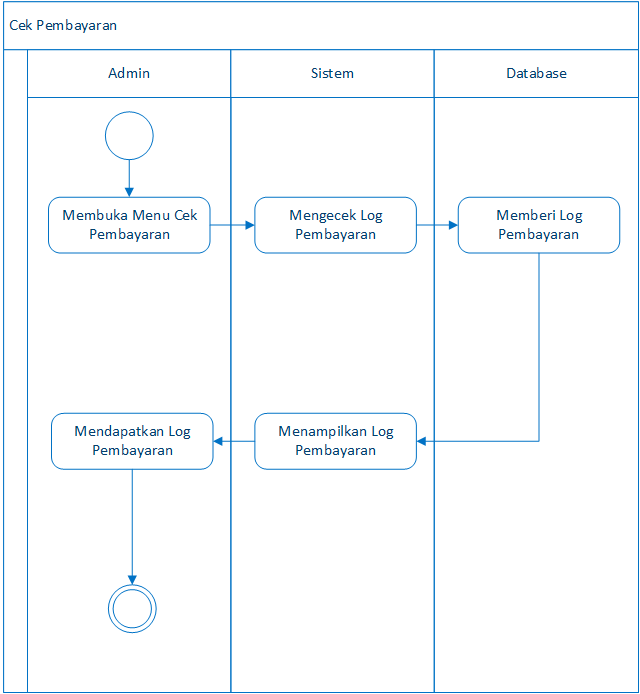 Cek Pembayaran
Admin
Sistem
Database
Membuka Menu Cek
Pembayaran
Mengecek Log
Pembayaran
Memberi Log
Pembayaran
Mendapatkan Log
Pembayaran
Menampilkan Log
Pembayaran